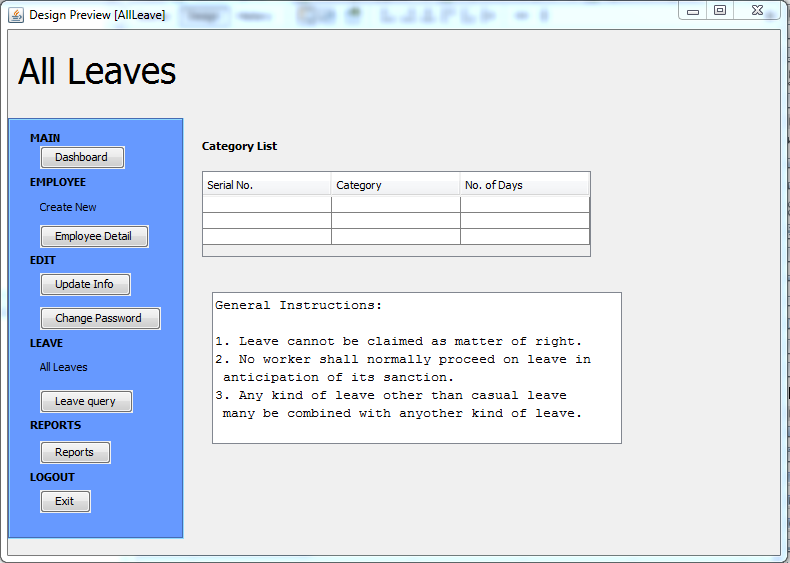 Design Preview [AllLeave]
All Leaves
MAIN
Dashboard
EMPLOYEE
Create New
Employee Detail
EDIT
Update Info
Change Password
LEAVE
All Leaves
Leave query
REPORTS
Reports
LOGOUT
Exit
Category List
Serial No. Category No. of Days
General Instructions:
1. Leave cannot be claimed as matter of right.
2. No worker shall normally proceed on leave in
anticipation of its sanction.
3. Any kind of leave other than casual leave
many be combined with anyother kind of leave.